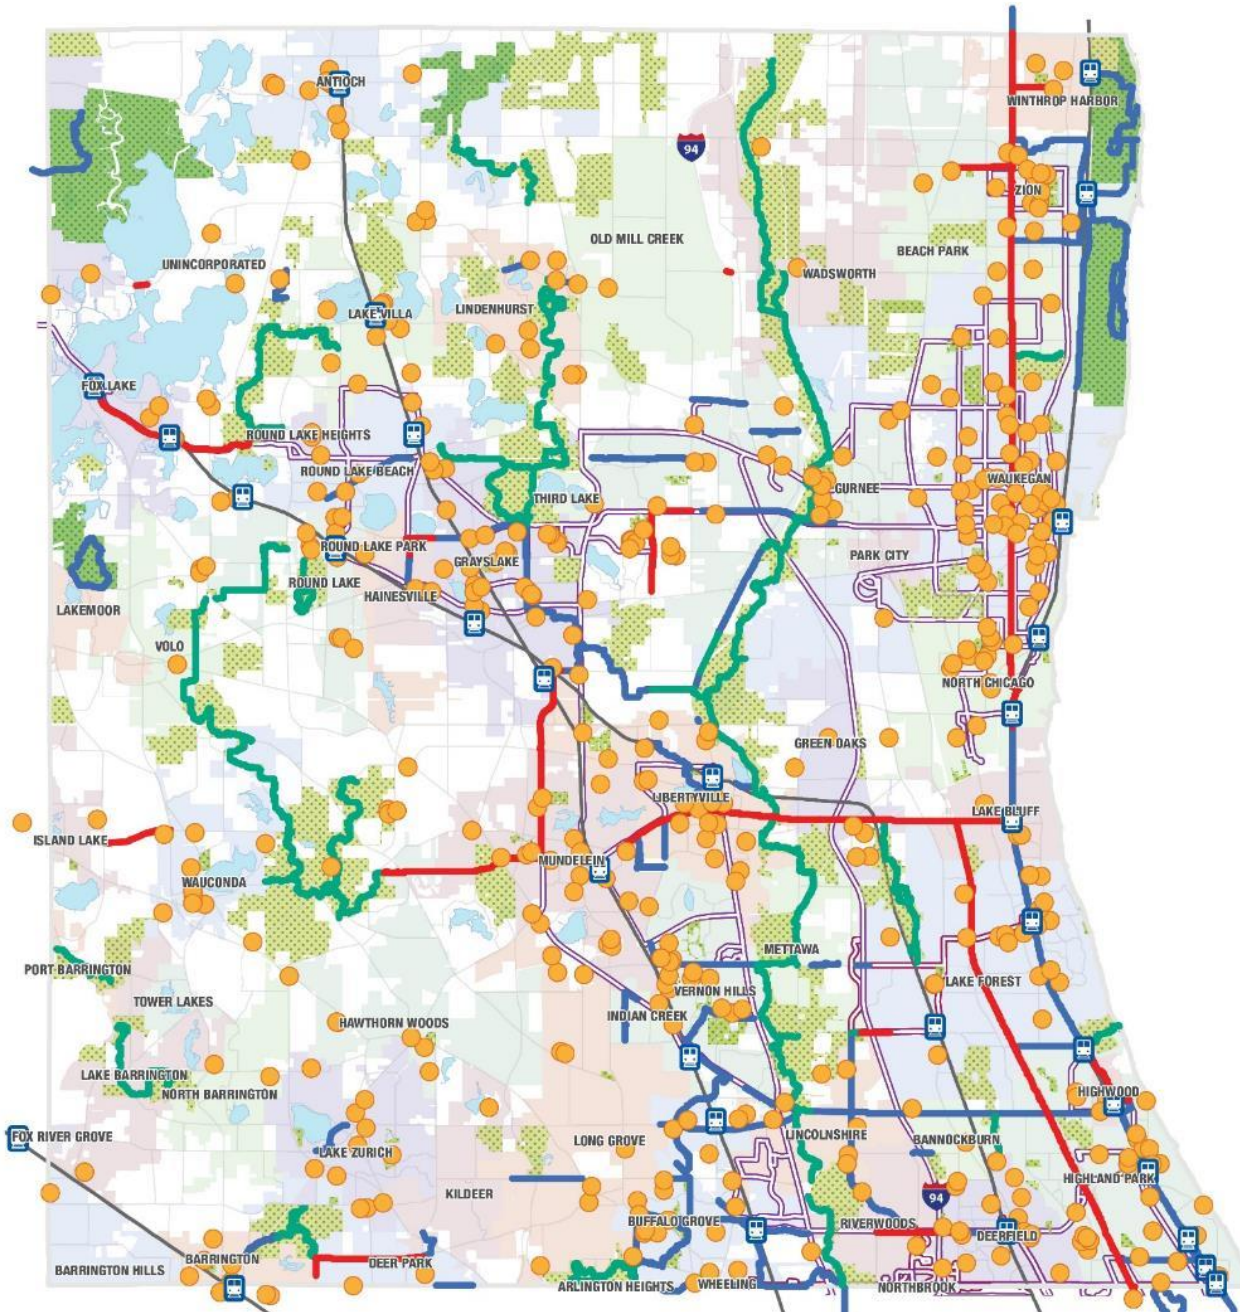 ANTIOCH
WINTHROP HARBOR
94
ZION
OLD MILL CREEK
BEACH PARK
UNINCORPORATED
WADSWORTH
LAKE VILLA
LINDENHURST
FOX LAKE
ROUND LAKE HEIGHTS
ROUND LAKE BEACH
THIRD LAKE
GURNEE
WAUKEGAN
ROUND LAKE PARK
GRAYSLAKE
PARK CITY
ROUND LAKE
HAINESVILLE
LAKEMOOR
VOLO
NORTH CHICAGO
GREEN OAKS
LIBERTYVILLE
LAKE BLUFF
ISLAND LAKE
MUNDELEIN
WAUCONDA
METTAWA
PORT BARRINGTON
LAKE FOREST
TOWER LAKES
VERNON HILLS
HAWTHORN WOODS
INDIAN CREEK
LAKE BARRINGTON
NORTH BARRINGTON
HIGHWOOD
FOX RIVER GROVE
LONG GROVE
LINCOLNSHIRE
BANNOCKBURN
LAKE ZURICH
HIGHLAND PARK
KILDEER
94
BUFFALO GROVE
RIVERWOODS
DEERFIELD
BARRINGTON
DEER PARK
BARRINGTON HILLS
ARLINGTON HEIGHTS
WHEELING
NORTHBROOK